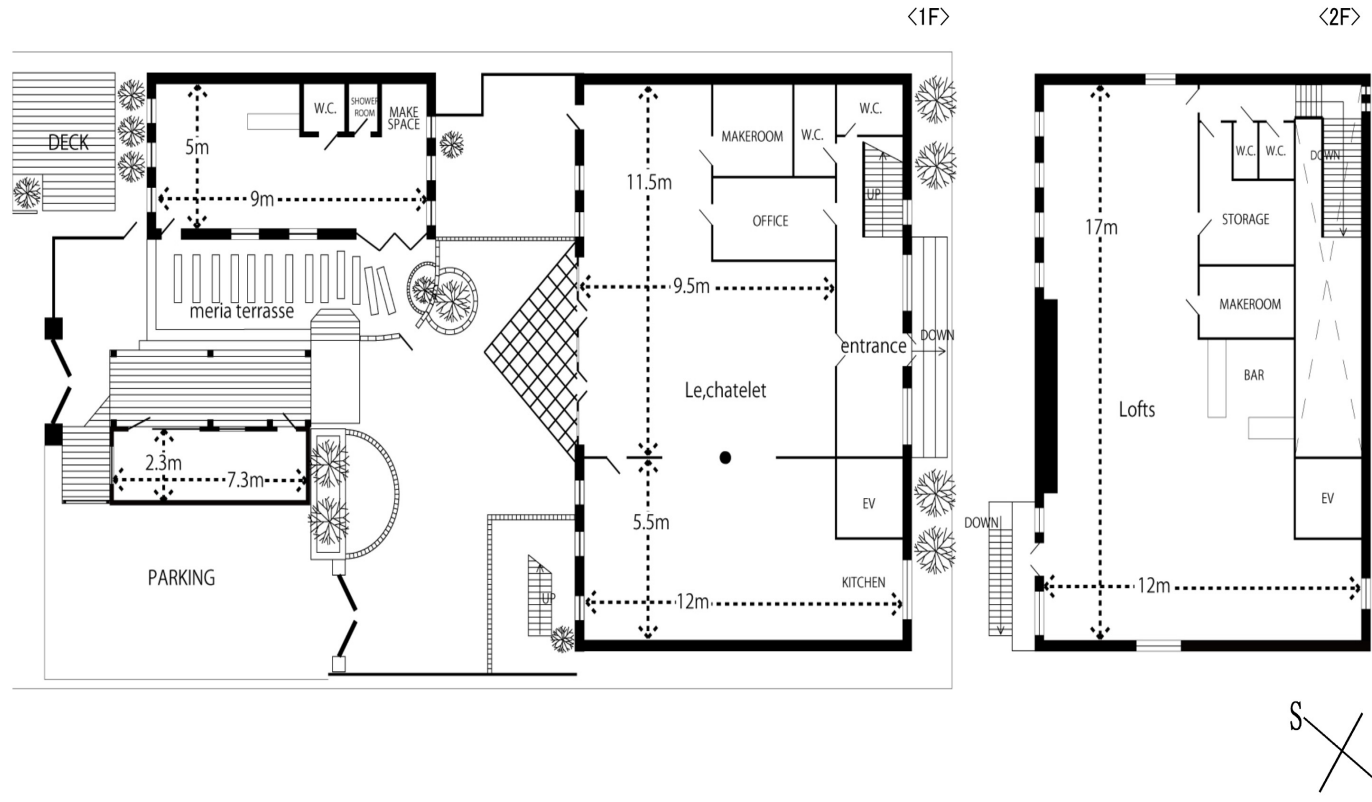 〈1F〉
〈2F〉
DECK
5m
9m
W.C.
SHOWER
ROOM
MAKE
SPACE
meria terrasse
2.3m
7.3m
PARKING
UP
11.5m
MAKEROOM
W.C.
W.C.
UP
OFFICE
9.5m
entrance
DOWN
Le,chatelet
5.5m
EV
KITCHEN
12m
17m
W.C.
W.C.
DOWN
STORAGE
MAKEROOM
BAR
Lofts
EV
DOWN
12m
S